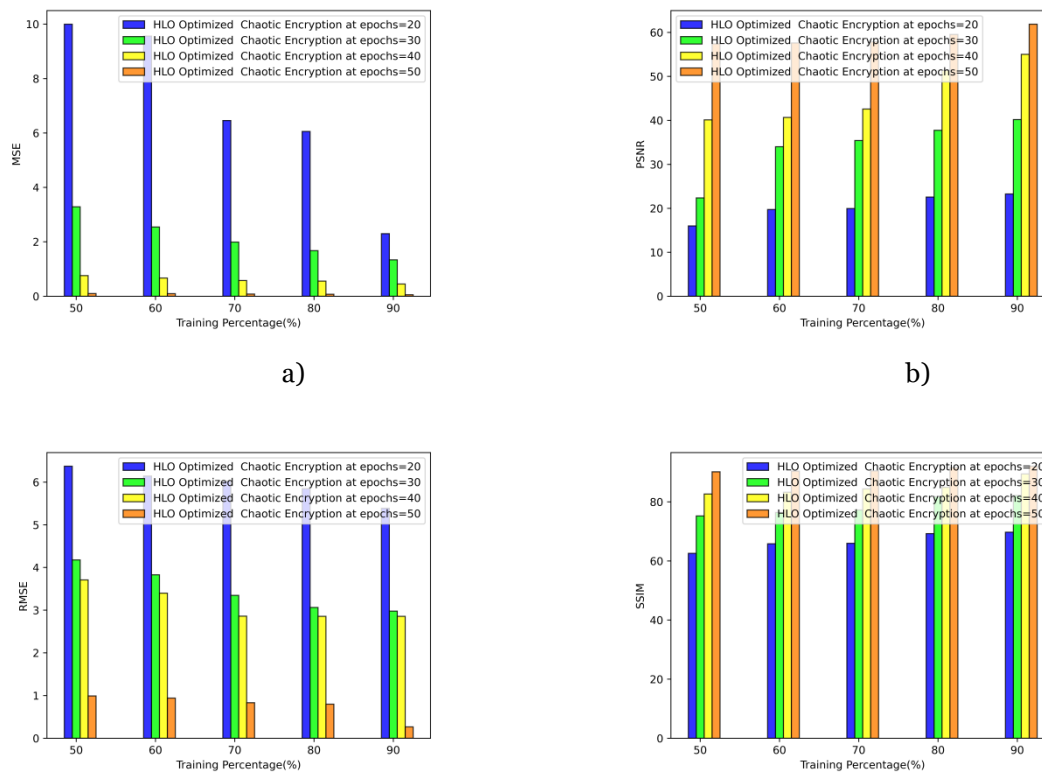 HLO Optimized  Chaotic Encryption at epochs=20
HLO Optimized  Chaotic Encryption at epochs=30
HLO Optimized  Chaotic Encryption at epochs=40
HLO Optimized  Chaotic Encryption at epochs=50
MSE
10
8
6
4
2
0
50 60 70 80 90
Training Percentage(%)
a)
HLO Optimized  Chaotic Encryption at epochs=20
HLO Optimized  Chaotic Encryption at epochs=30
HLO Optimized  Chaotic Encryption at epochs=40
HLO Optimized  Chaotic Encryption at epochs=50
PSNR
60
50
40
30
20
10
0
50 60 70 80 90
Training Percentage(%)
b)
HLO Optimized  Chaotic Encryption at epochs=20
HLO Optimized  Chaotic Encryption at epochs=30
HLO Optimized  Chaotic Encryption at epochs=40
HLO Optimized  Chaotic Encryption at epochs=50
RMSE
6
5
4
3
2
1
0
50 60 70 80 90
Training Percentage(%)
HLO Optimized  Chaotic Encryption at epochs=20
HLO Optimized  Chaotic Encryption at epochs=30
HLO Optimized  Chaotic Encryption at epochs=40
HLO Optimized  Chaotic Encryption at epochs=50
SSIM
80
60
40
20
0
50 60 70 80 90
Training Percentage(%)